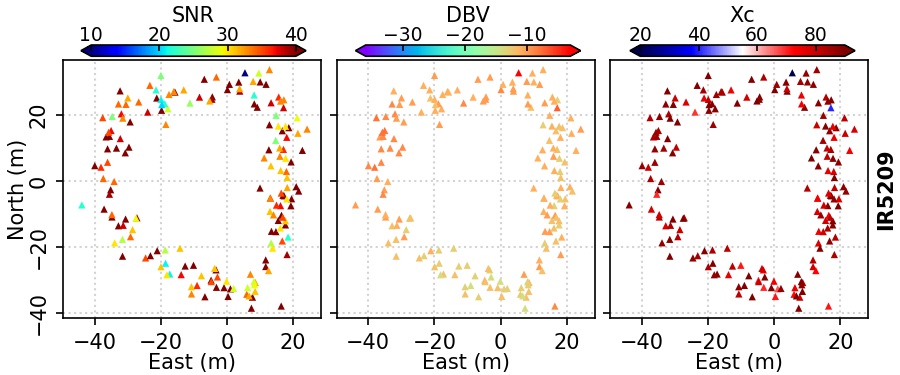 SNR DBV Xc
10 20 30 40 −30 −20 −10 20 40 60 80
20
0
−20
−40
North (m)
−40 −20 0 20 −40 −20 0 20 −40 −20 0 20
East (m) East (m) East (m)
IR5209